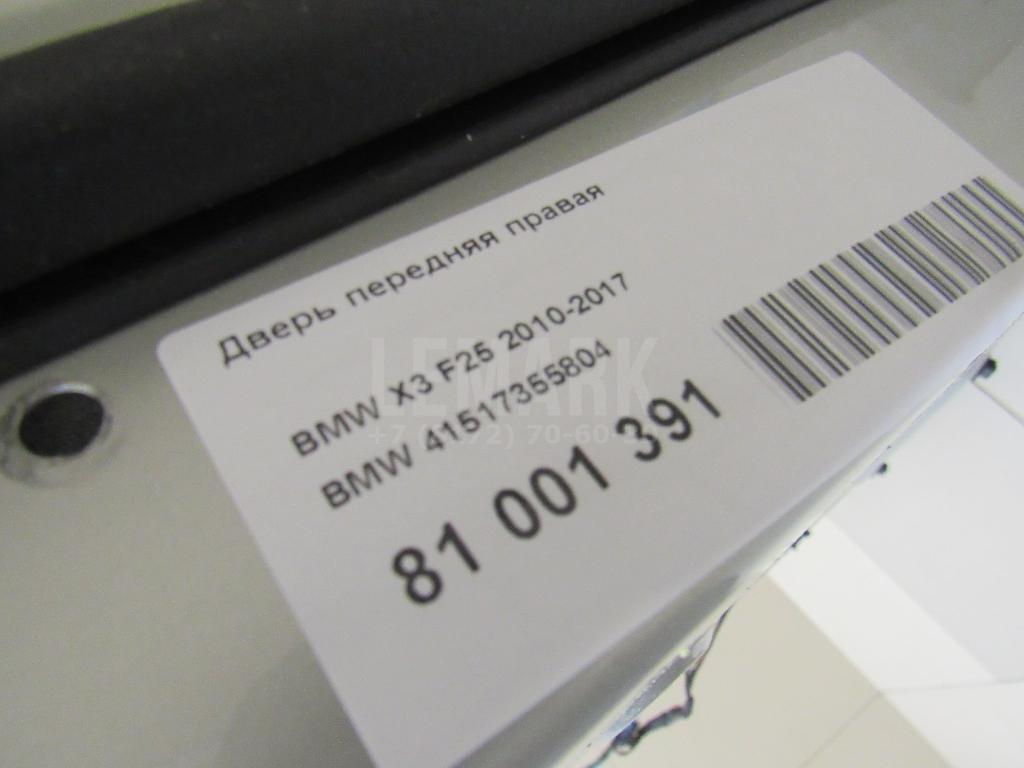 Дверь передняя правая
BMW X3 F25 2010-2017
BMW 41517355804
81 001 391
LEMARK